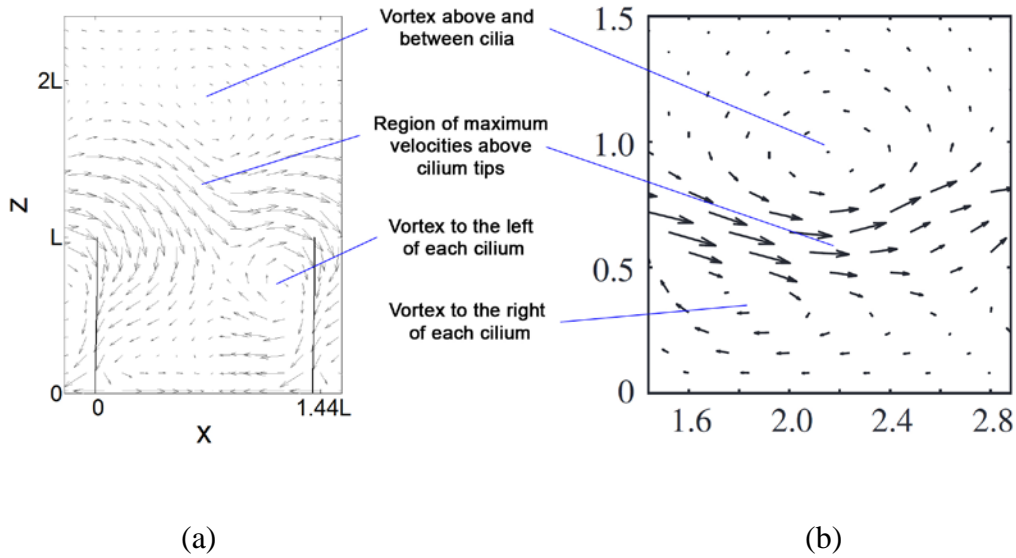 Vortex above and
between cilia
Region of maximum
velocities above
cilium tips
Vortex to the left
of each cilium
Vortex to the right
of each cilium
2L
L
0
Z
0
1.44L
X
1.5
1.0
0.5
0
1.6
2.0
2.4
2.8
(a)
(b)